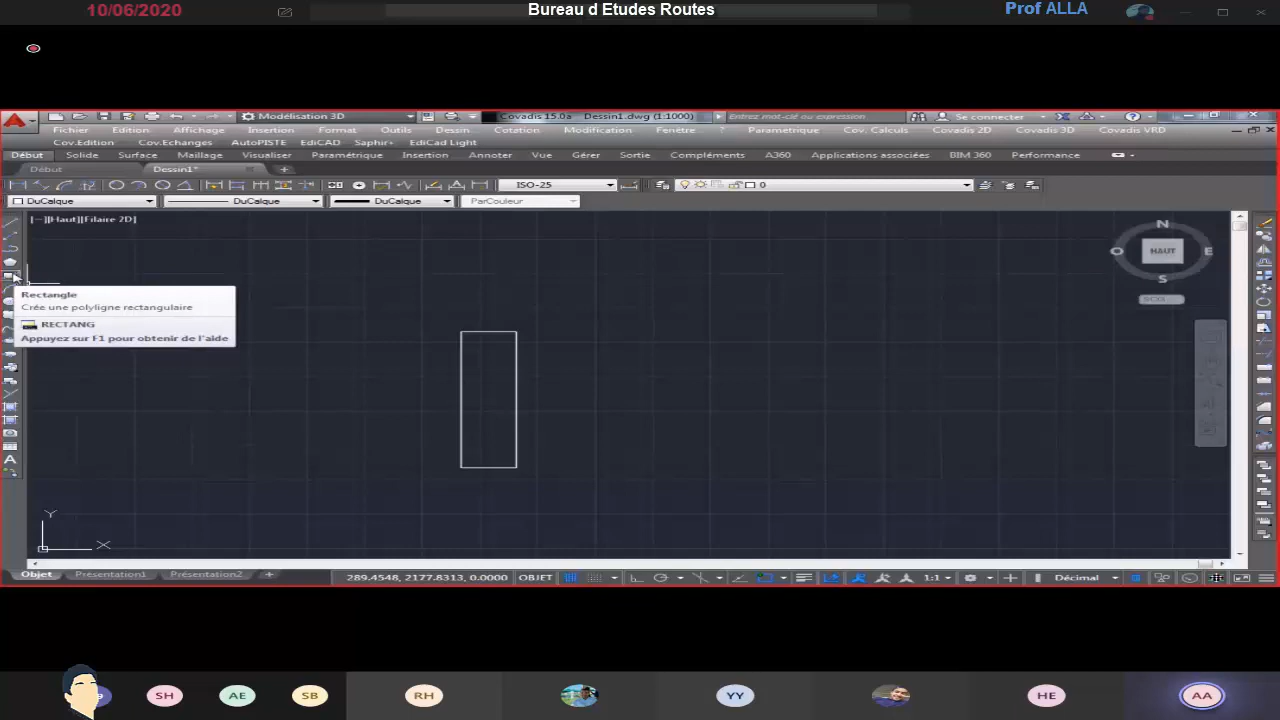 10/06/2020
Bureau d Etudes Routes
Prof ALLA
Modélisation 3D
Covadis 15.0a
Dessin1.dwg (1:1000)
Entrez mot-clé ou expression
Se connecter
Fichier
Edition
Affichage
Insertion
Format
Outils
Dessin
Cotation
Modification
Fenetre
Parametrique
Cov. Calculs
Covadis 2D
Covadis 3D
Covadis VRD
Cov.Edition
Cov.Echanges
AutoPISTE
EdiCAD
Saphir+
EdiCad Light
Début
Solide
Surface
Maillage
Visualiser
Paramétrique
Insertion
Annoter
Vue
Gérer
Sortie
Compléments
A360
Applications associées
BIM 360
Performance
Début
Dessin1*
ISO-25
0
DuCalque
DuCalque
DuCalque
ParCouleur
[−][Haut][Filaire 2D]
N
O
HAUT
E
S
Rectangle
Crée une polyligne rectangulaire
RECTANG
Appuyez sur F1 pour obtenir de l'aide
A
Y
X
Objet
Présentation1
Présentation2
289.4548, 2177.8313, 0.0000
OBJET
1:1
Décimal
SH
AE
SB
RH
YY
HE
AA